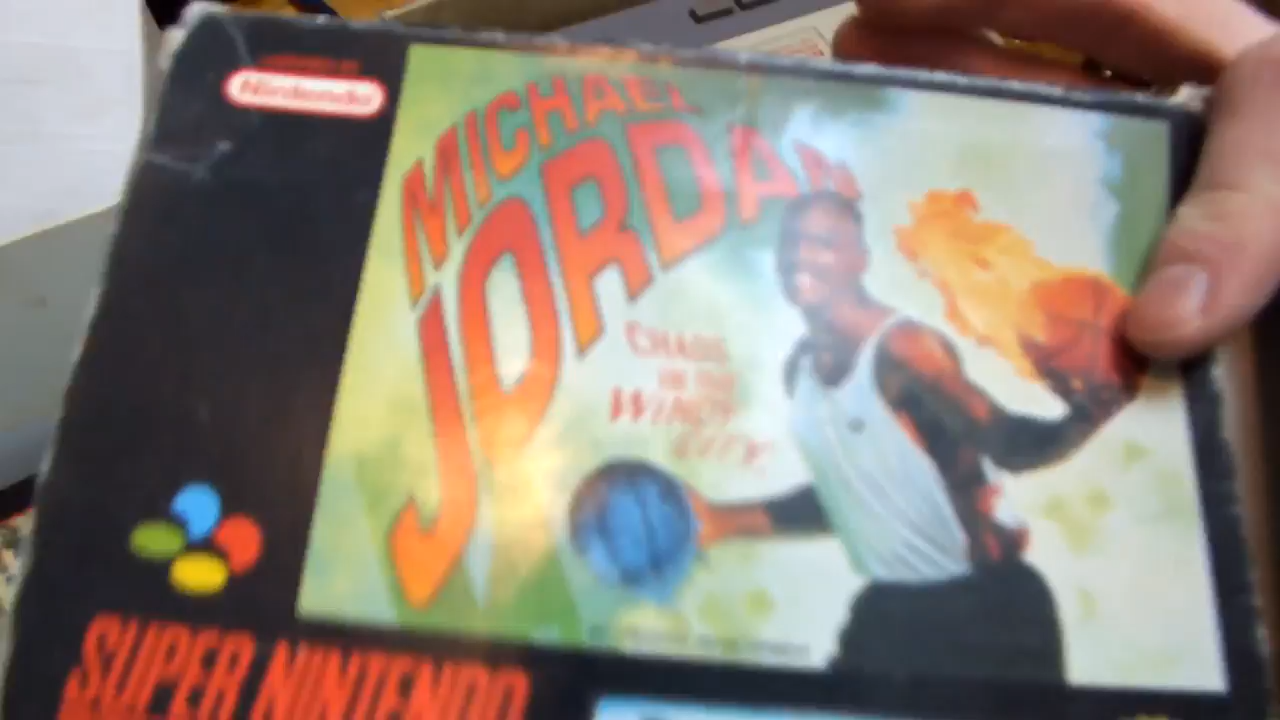 Nintendo
MICHAEL
JORDAN
CHAOS
IN THE
WINDY
CITY
SUPER NINTENDO